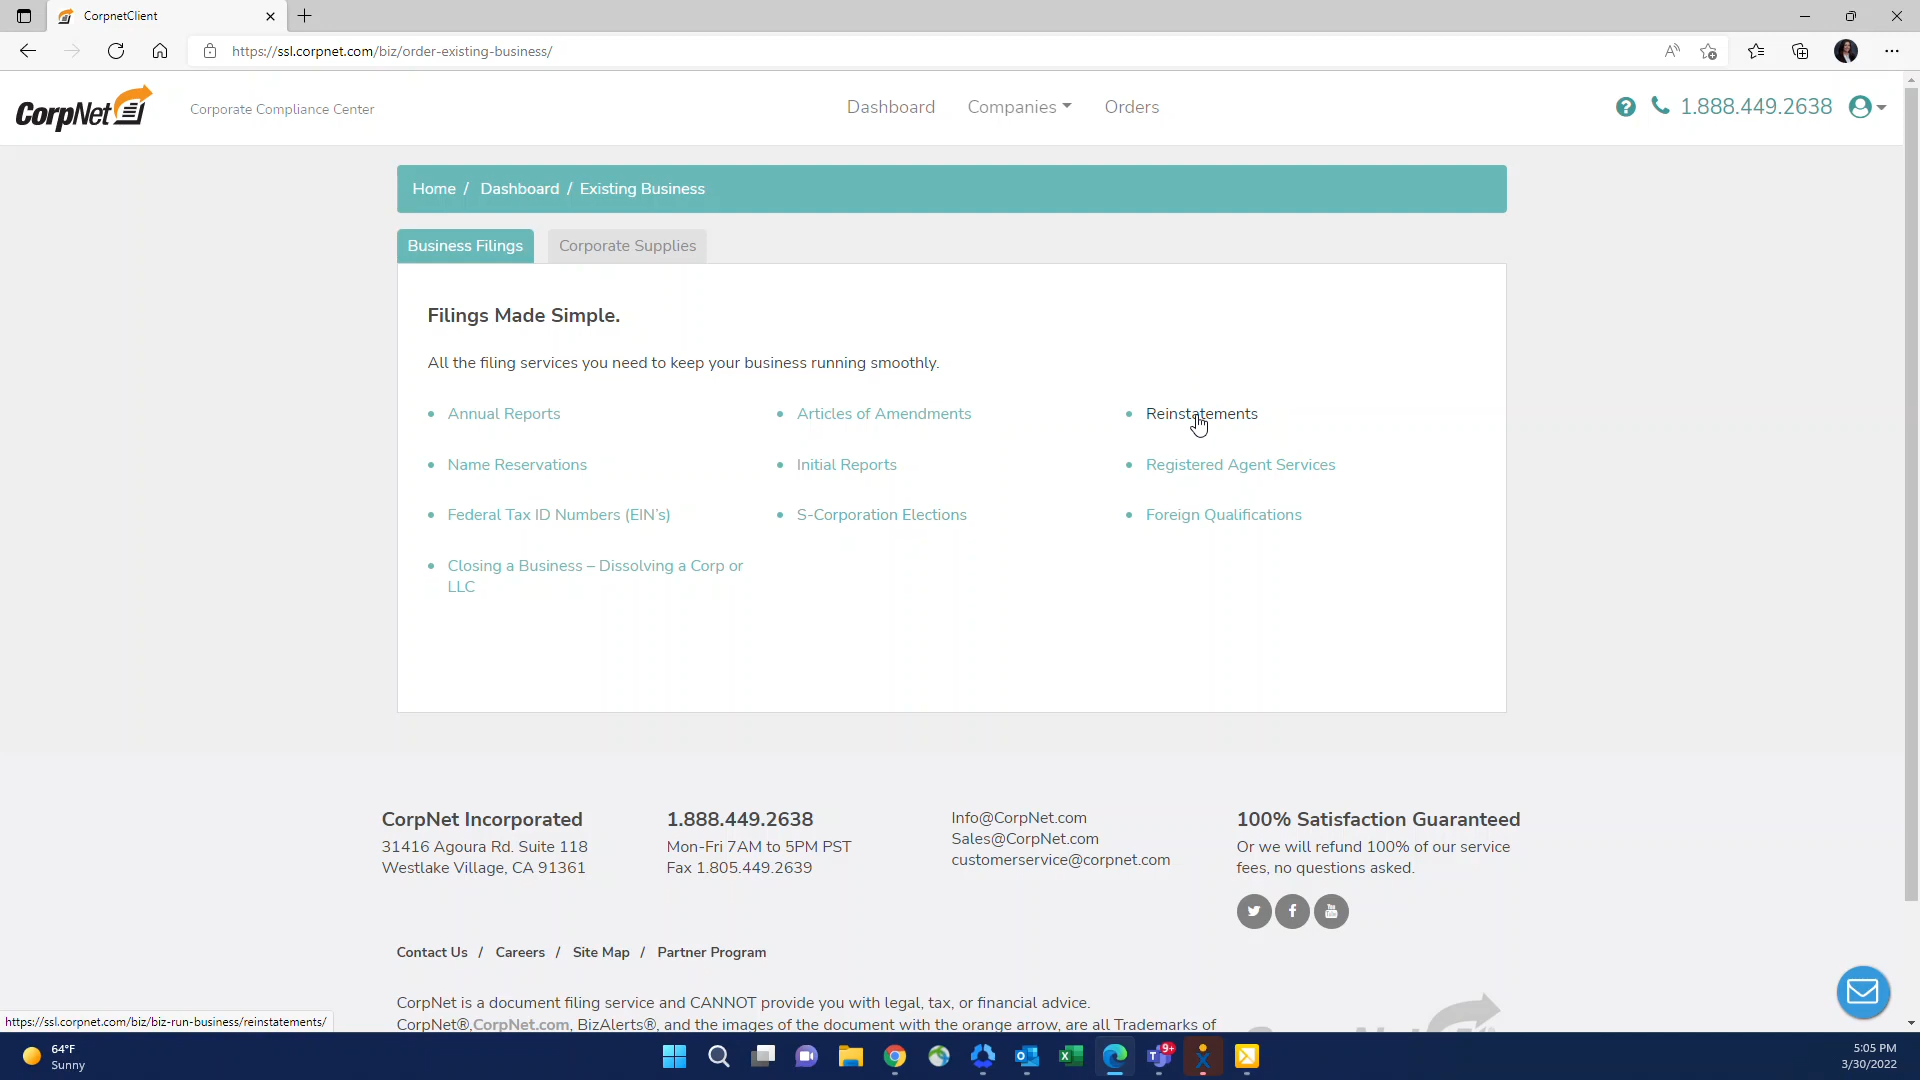 CorpnetClient
https://ssl.corpnet.com/biz/order-existing-business/
CorpNet
Corporate Compliance Center
Dashboard
Companies
Orders
1.888.449.2638
Home / Dashboard / Existing Business
Business Filings
Corporate Supplies
Filings Made Simple.
All the filing services you need to keep your business running smoothly.
Annual Reports
Articles of Amendments
Reinstatements
Name Reservations
Initial Reports
Registered Agent Services
Federal Tax ID Numbers (EIN's)
S-Corporation Elections
Foreign Qualifications
Closing a Business – Dissolving a Corp or
LLC
CorpNet Incorporated
31416 Agoura Rd. Suite 118
Westlake Village, CA 91361
1.888.449.2638
Mon-Fri 7AM to 5PM PST
Fax 1.805.449.2639
Info@CorpNet.com
Sales@CorpNet.com
customerservice@corpnet.com
100% Satisfaction Guaranteed
Or we will refund 100% of our service
fees, no questions asked.
Contact Us / Careers / Site Map / Partner Program
CorpNet is a document filing service and CANNOT provide you with legal, tax, or financial advice.
CorpNet®,CorpNet.com, BizAlerts®, and the images of the document with the orange arrow, are all Trademarks of
https://ssl.corpnet.com/biz/biz-run-business/reinstatements/
64°F
Sunny
9+
5:05 PM
3/30/2022